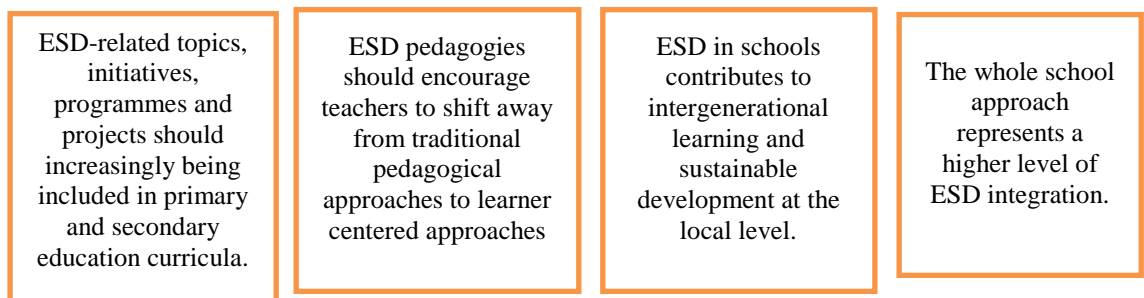 ESD-related topics,
initiatives,
programmes and
projects should
increasingly being
included in primary
and secondary
education curricula.
ESD pedagogies
should encourage
teachers to shift away
from traditional
pedagogical
approaches to learner
centered approaches
ESD in schools
contributes to
intergenerational
learning and
sustainable
development at the
local level.
The whole school
approach
represents a
higher level of
ESD integration.